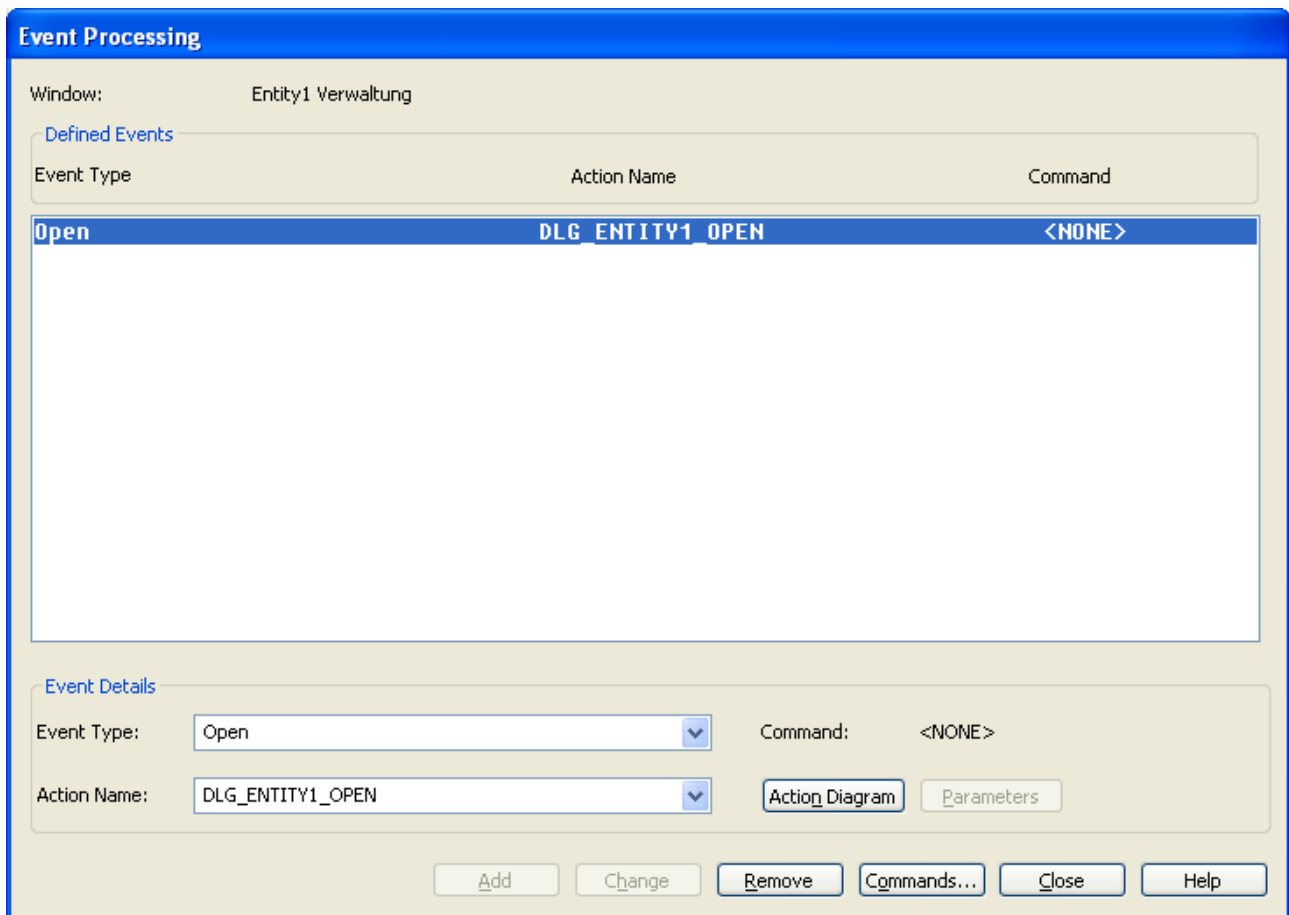 Event Processing
Window: Entity1 Verwaltung
Defined Events
Event Type Action Name Command
Open DLG_ENTITY1_OPEN <NONE>
Event Details
Event Type: Open Command: <NONE>
Action Name: DLG_ENTITY1_OPEN Action Diagram Parameters
Add Change Remove Commands... Close Help